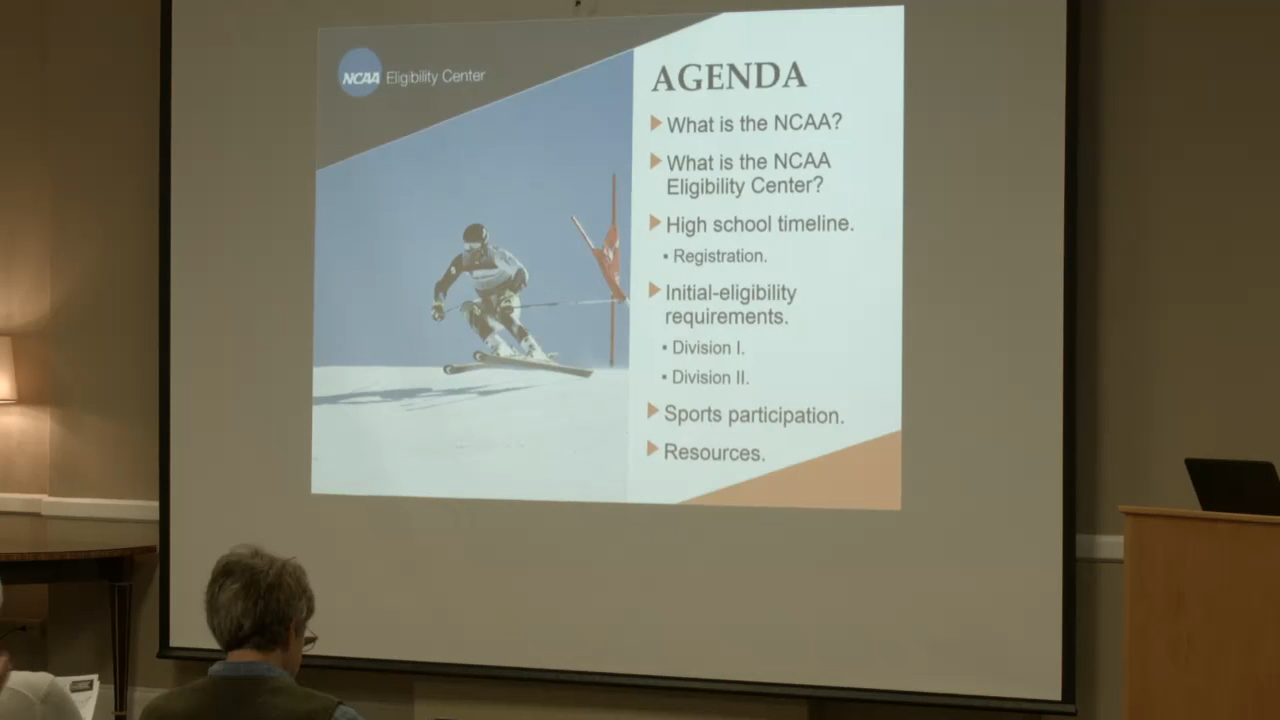 NCAA Eligibility Center
AGENDA
What is the NCAA?
What is the NCAA
Eligibility Center?
High school timeline.
• Registration.
Initial-eligibility
requirements.
• Division I.
• Division II.
Sports participation.
Resources.